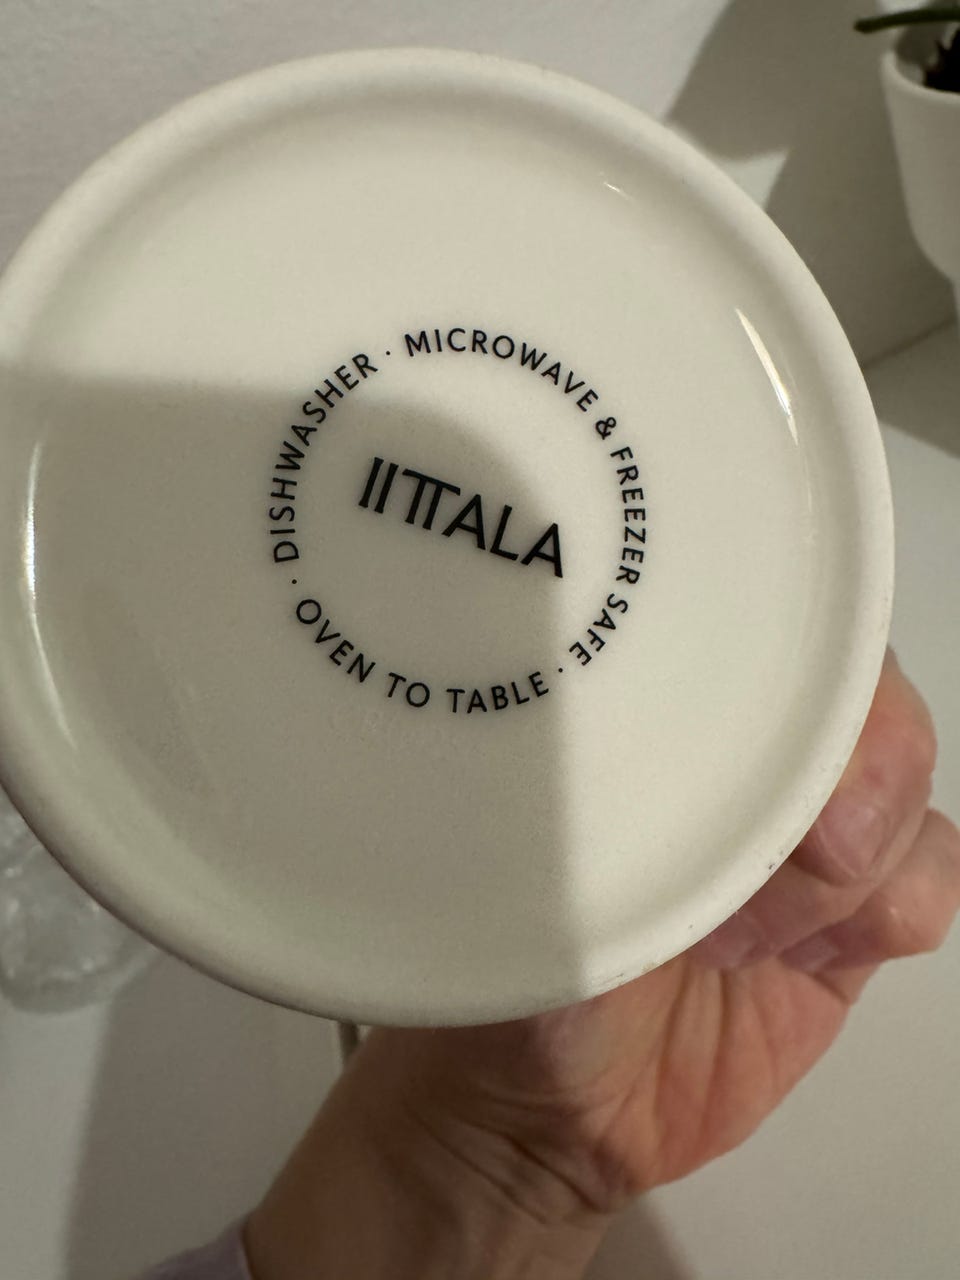 DISHWASHER · MICROWAVE & FREEZER SAFE · OVEN TO TABLE ·
IITTALA